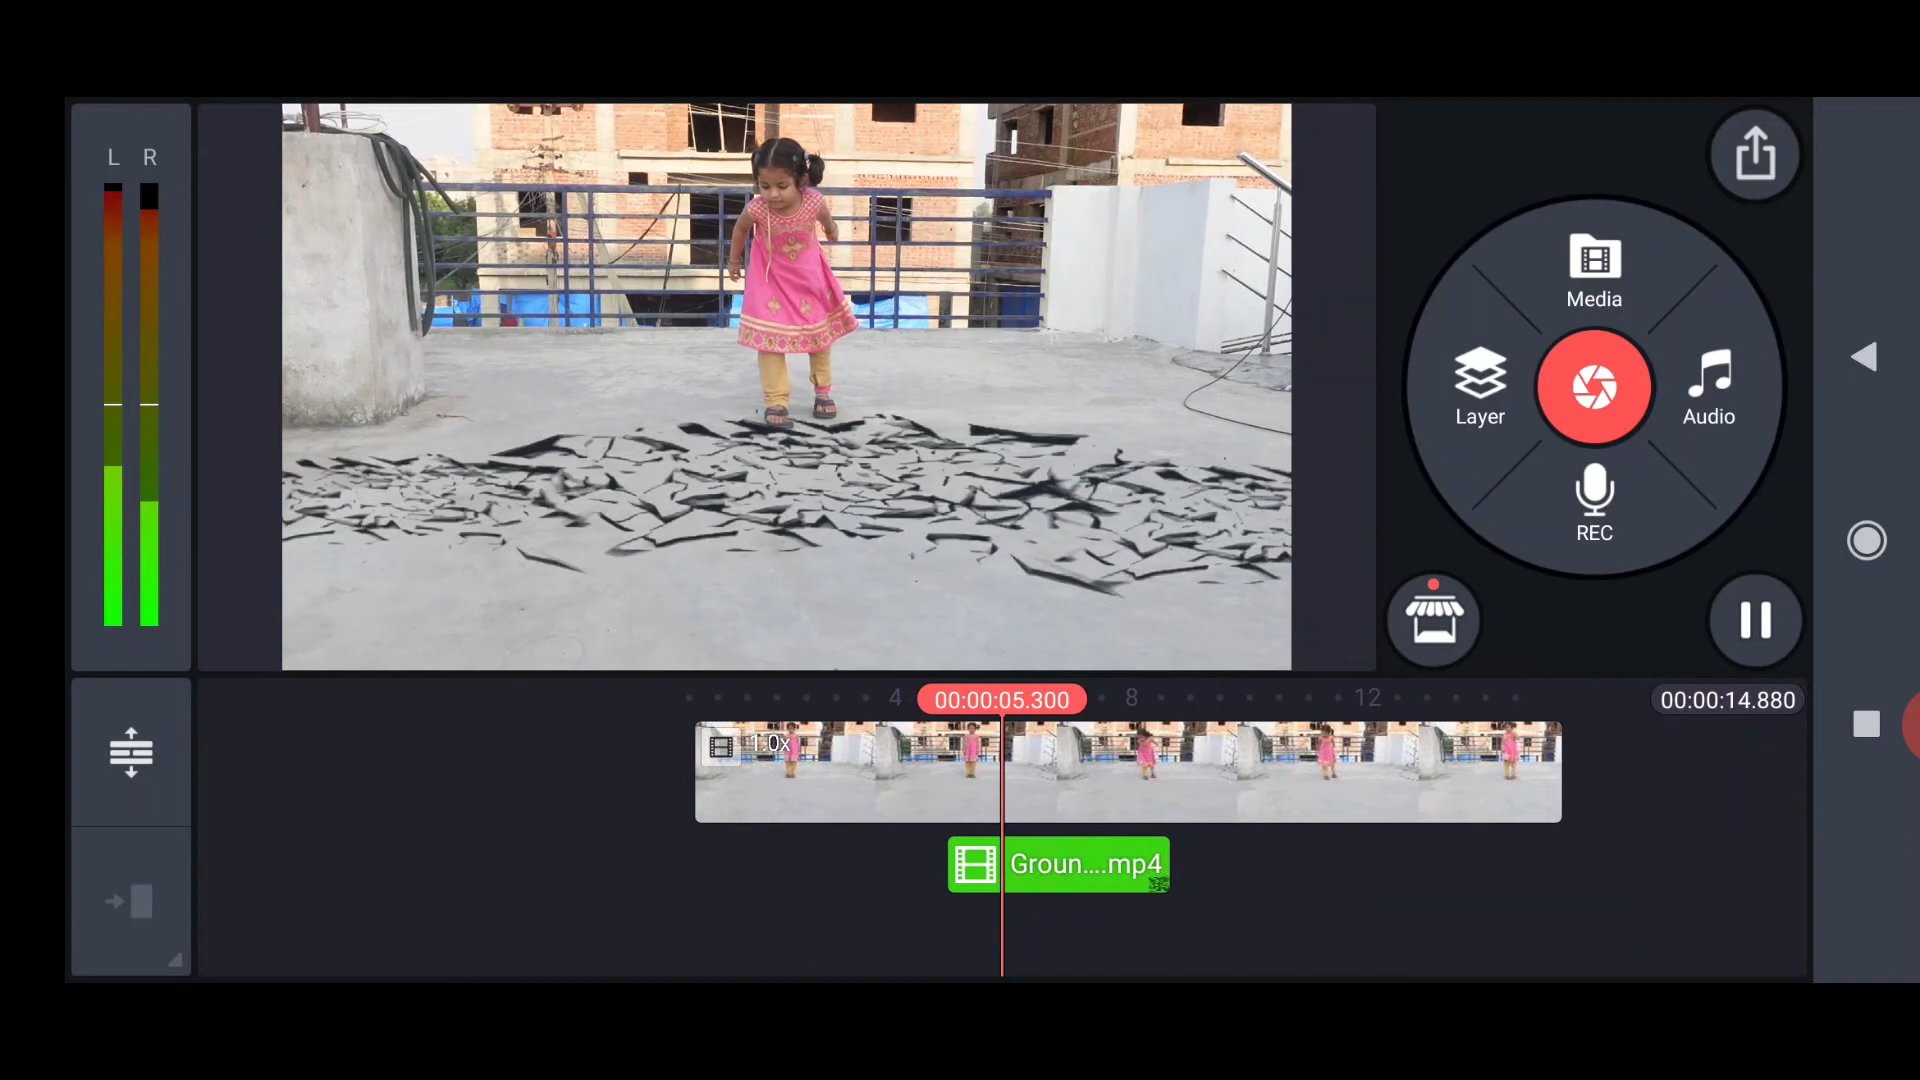 L R
Media
Layer
Audio
REC
4 00:00:05.300 8 12 00:00:14.880
1.0x
Groun....mp4